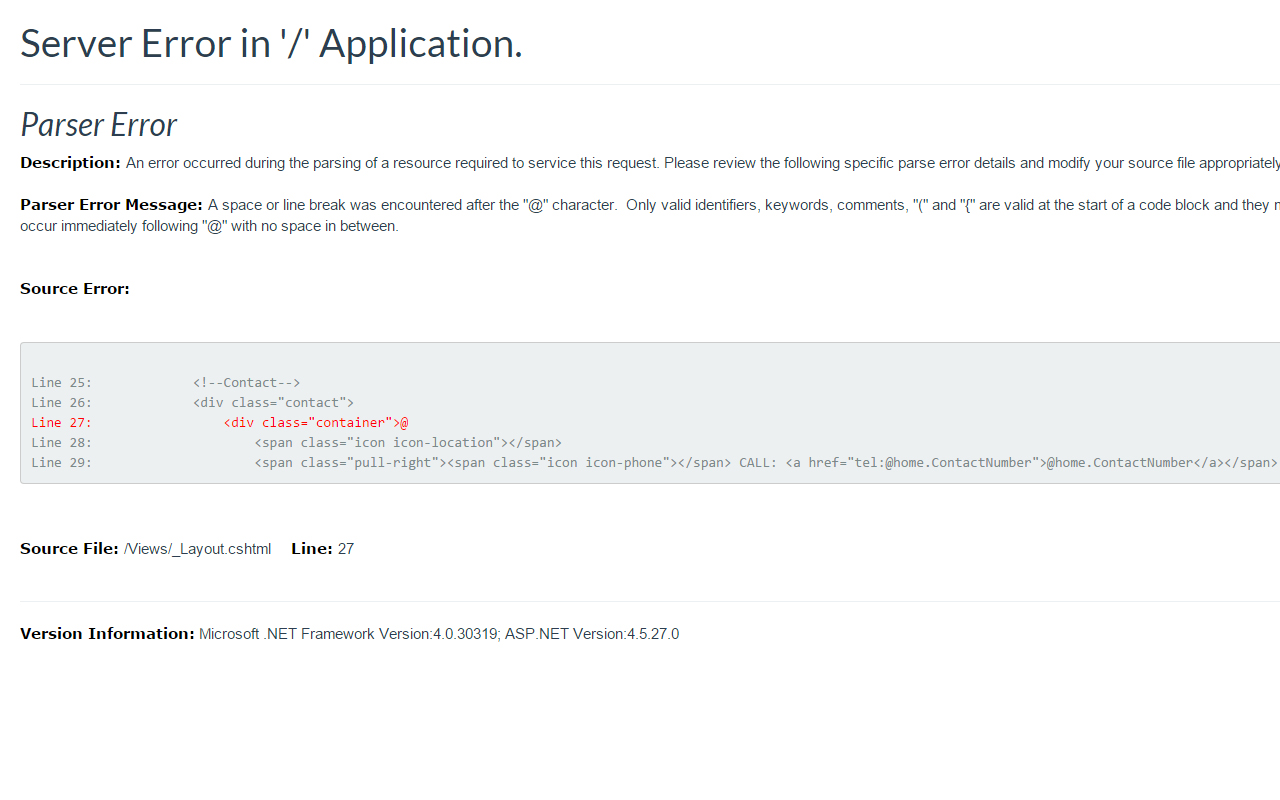 Server Error in '/' Application.
Parser Error
Description: An error occurred during the parsing of a resource required to service this request. Please review the following specific parse error details and modify your source file appropriately
Parser Error Message: A space or line break was encountered after the "@" character.  Only valid identifiers, keywords, comments, "(" and "{" are valid at the start of a code block and they
occur immediately following "@" with no space in between.
Source Error:
Line 25:             <!--Contact-->
Line 26:             <div class="contact">
Line 27:                 <div class="container">@
Line 28:                     <span class="icon icon-location"></span>
Line 29:                     <span class="pull-right"><span class="icon icon-phone"></span> CALL: <a href="tel:@home.ContactNumber">@home.ContactNumber</a></span>
Source File: /Views/_Layout.cshtml    Line: 27
Version Information: Microsoft .NET Framework Version:4.0.30319; ASP.NET Version:4.5.27.0